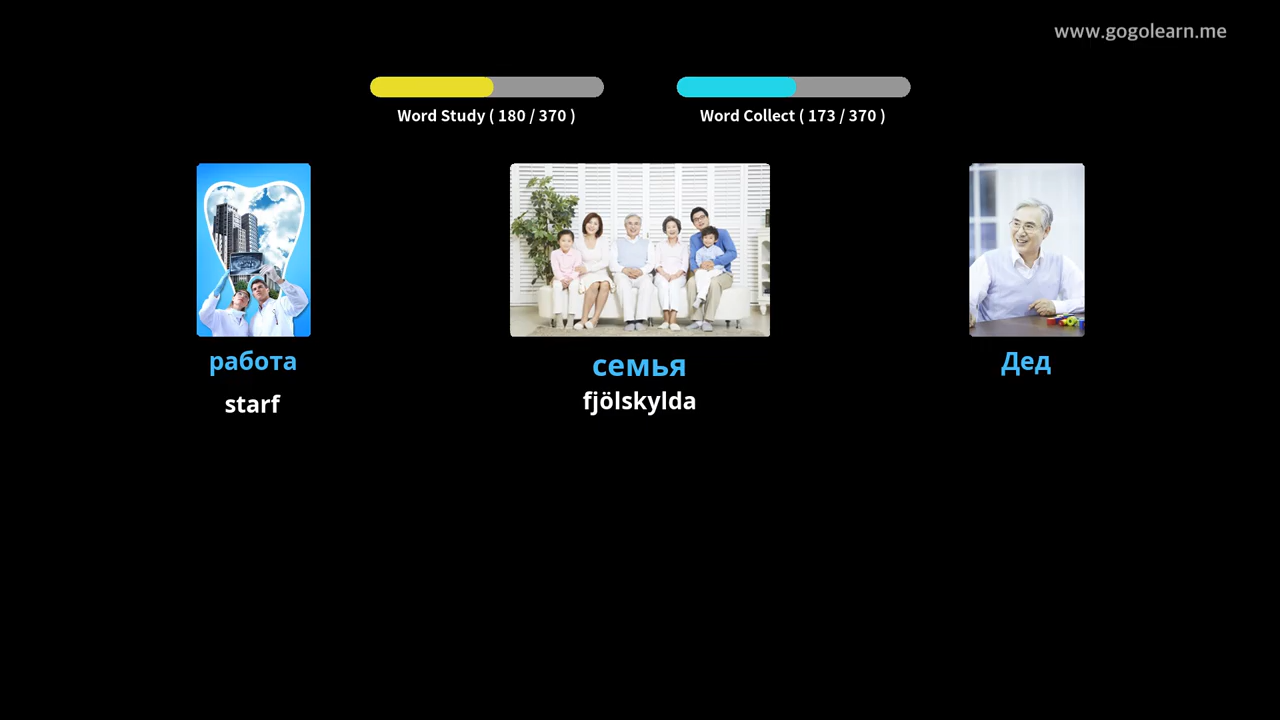 www.gogolearn.me
Word Study ( 180 / 370 )
Word Collect ( 173 / 370 )
работа
starf
семья
fjölskylda
Дед